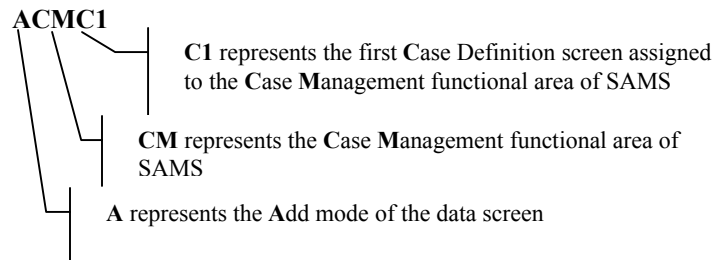 ACMC1
C1 represents the first Case Definition screen assigned
to the Case Management functional area of SAMS
CM represents the Case Management functional area of
SAMS
A represents the Add mode of the data screen